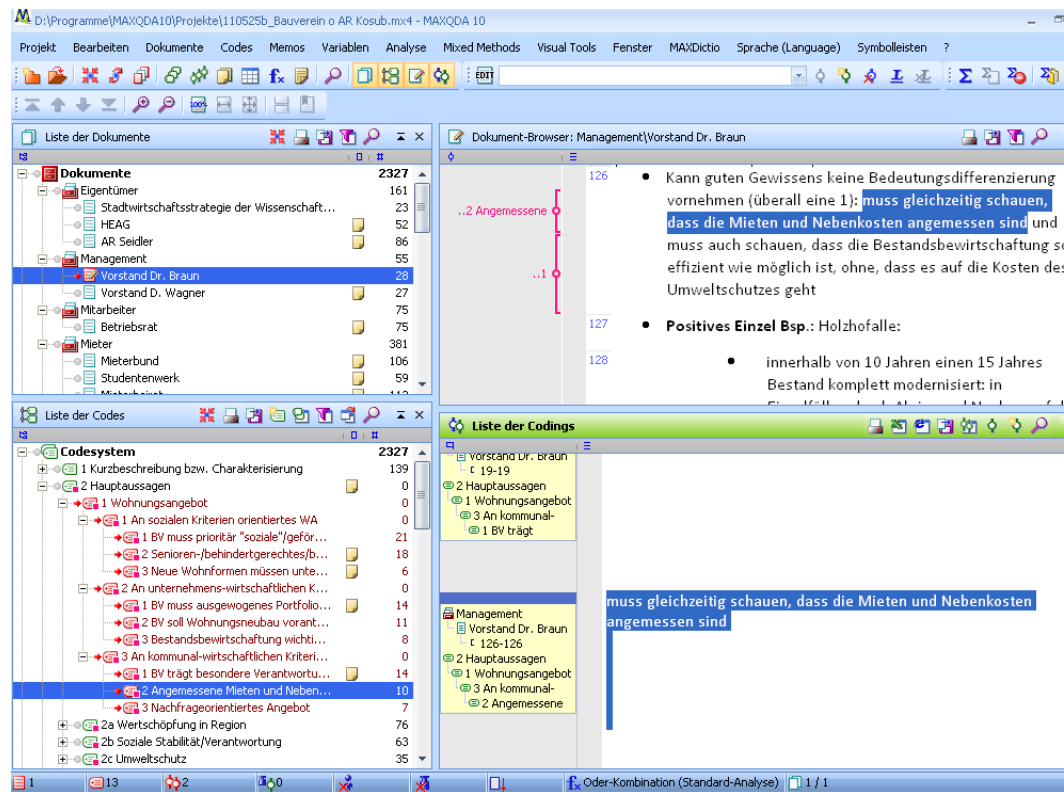 D:\Programme\MAXQDA10\Projekte\110525b_Bauverein o AR Kosub.mx4 - MAXQDA 10
Projekt Bearbeiten Dokumente Codes Memos Variablen Analyse Mixed Methods Visual Tools Fenster MAXDictio Sprache (Language) Symbolleisten ?
EDIT
100%
Liste der Dokumente
Dokumente 2327
Eigentümer 161
Stadtwirtschaftsstrategie der Wissenschaft... 23
HEAG 52
AR Seidler 86
Management 55
Vorstand Dr. Braun 28
Vorstand D. Wagner 27
Mitarbeiter 75
Betriebsrat 75
Mieter 381
Mieterbund 106
Studentenwerk 59
Dokument-Browser: Management\Vorstand Dr. Braun
..2 Angemessene
..1
126 • Kann guten Gewissens keine Bedeutungsdifferenzierung
vornehmen (überall eine 1): muss gleichzeitig schauen,
dass die Mieten und Nebenkosten angemessen sind und
muss auch schauen, dass die Bestandsbewirtschaftung so
effizient wie möglich ist, ohne, dass es auf die Kosten des
Umweltschutzes geht
127 • Positives Einzel Bsp.: Holzhofalle:
128 • innerhalb von 10 Jahren einen 15 Jahres
Bestand komplett modernisiert: in
Liste der Codes
Codesystem 2327
1 Kurzbeschreibung bzw. Charakterisierung 139
2 Hauptaussagen 0
1 Wohnungsangebot 0
1 An sozialen Kriterien orientiertes WA 0
1 BV muss prioritär "soziale"/geför... 21
2 Senioren-/behindertgerechtes/b... 18
3 Neue Wohnformen müssen unte... 6
2 An unternehmens-wirtschaftlichen K... 0
1 BV muss ausgewogenes Portfolio... 14
2 BV soll Wohnungsneubau vorant... 11
3 Bestandsbewirtschaftung wichti... 8
3 An kommunal-wirtschaftlichen Kriteri... 0
1 BV trägt besondere Verantwortu... 14
2 Angemessene Mieten und Neben... 10
3 Nachfrageorientiertes Angebot 7
2a Wertschöpfung in Region 76
2b Soziale Stabilität/Verantwortung 63
2c Umweltschutz 35
Liste der Codings
Vorstand Dr. Braun
19-19
2 Hauptaussagen
1 Wohnungsangebot
3 An kommunal-
1 BV trägt
Management
Vorstand Dr. Braun
126-126
2 Hauptaussagen
1 Wohnungsangebot
3 An kommunal-
2 Angemessene
muss gleichzeitig schauen, dass die Mieten und Nebenkosten
angemessen sind
1 13 2 0 Oder-Kombination (Standard-Analyse) 1 / 1